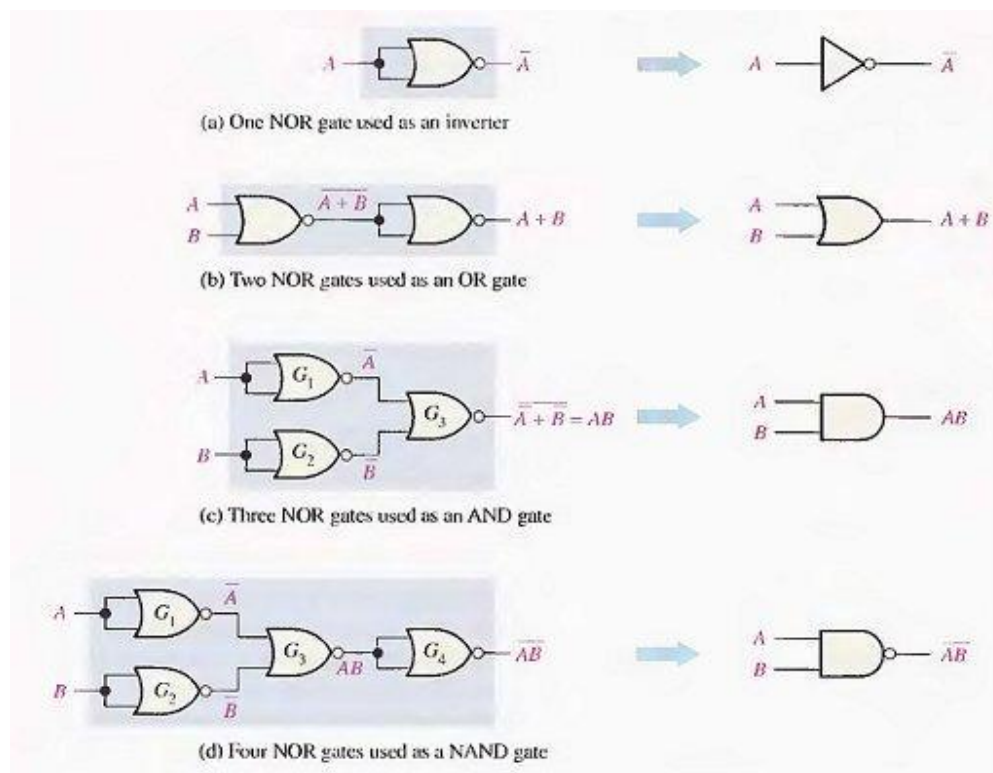 A A̅ A A̅
(a) One NOR gate used as an inverter
A B A̅ ̅+̅ ̅B̅ A + B A B A + B
(b) Two NOR gates used as an OR gate
A G₁ A̅
B G₂ B̅ G₃ A̅ + B̅ = AB A B AB
(c) Three NOR gates used as an AND gate
A G₁ A̅
B G₂ B̅ G₃ AB G₄ A̅B̅ A B A̅B̅
(d) Four NOR gates used as a NAND gate